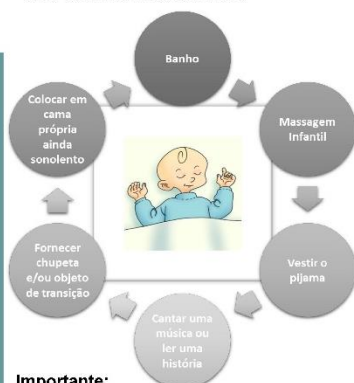 Banho
Massagem
Infantil
Vestir o
pijama
Cantar uma
música ou
ler uma
história
Fornecer
chupeta
e/ou objeto
de transição
Colocar em
cama
própria
ainda
sonolento
Importante: